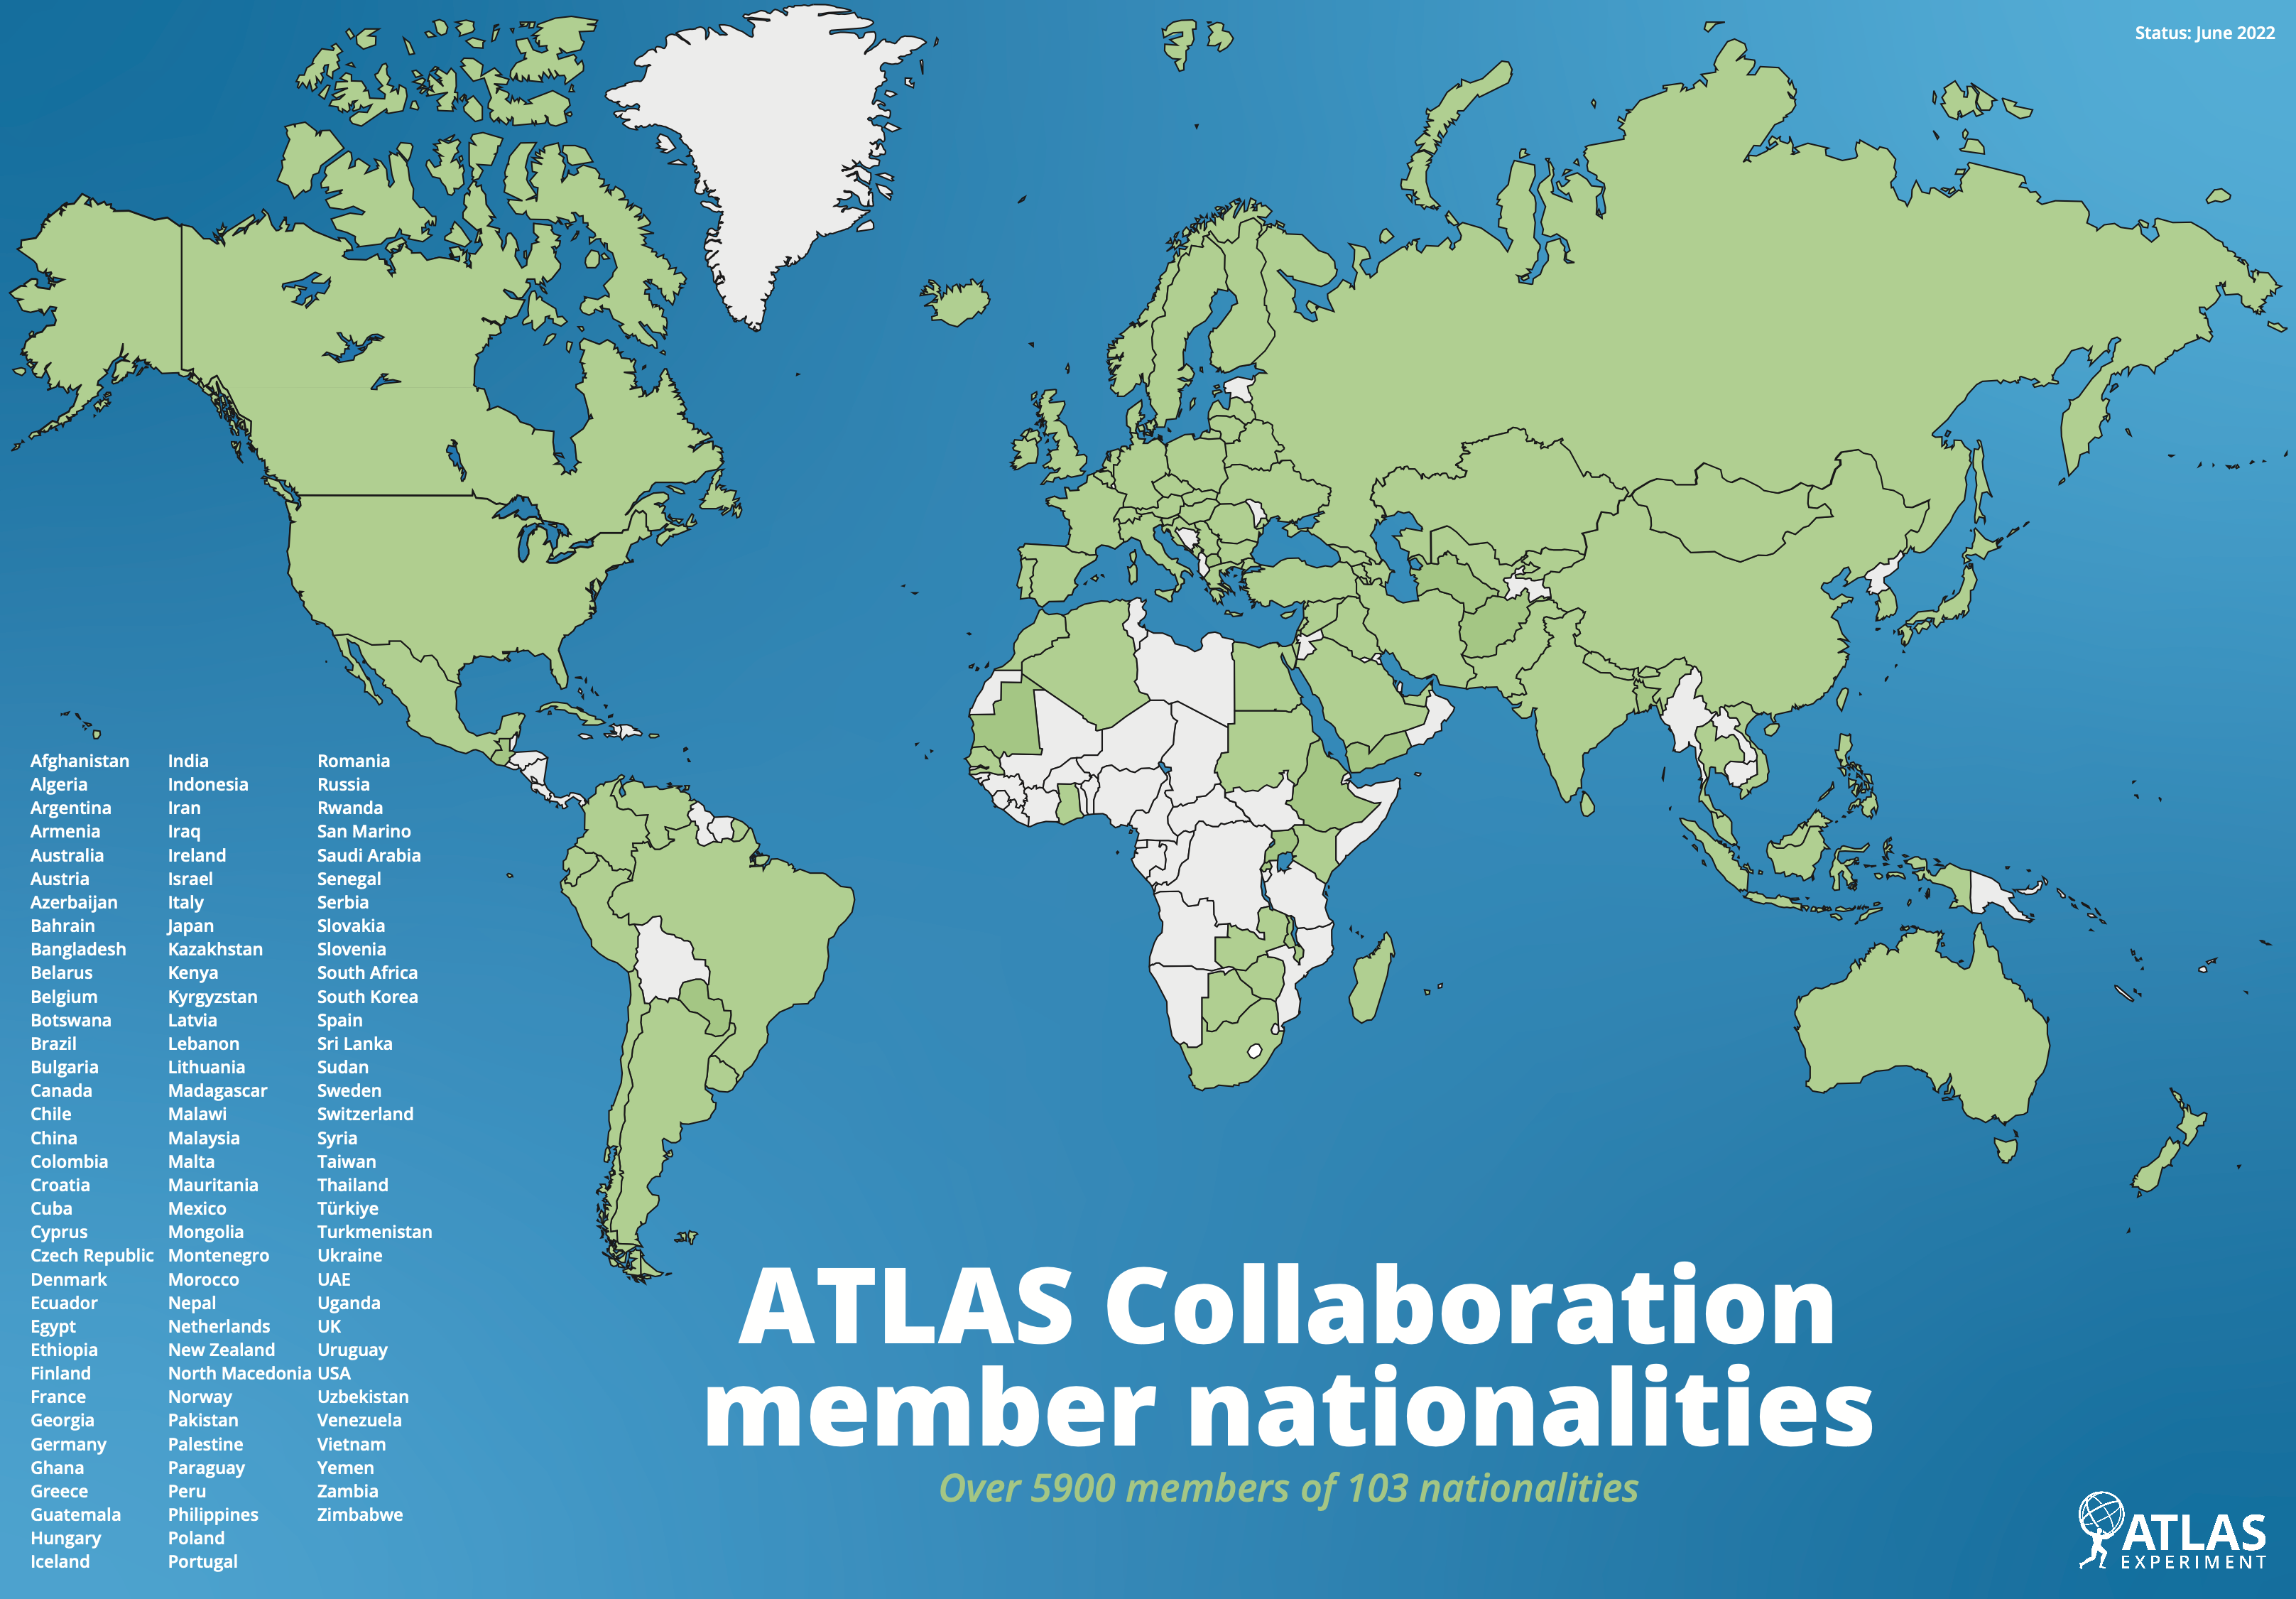 Status: June 2022
Afghanistan
Algeria
Argentina
Armenia
Australia
Austria
Azerbaijan
Bahrain
Bangladesh
Belarus
Belgium
Botswana
Brazil
Bulgaria
Canada
Chile
China
Colombia
Croatia
Cuba
Cyprus
Czech Republic
Denmark
Ecuador
Egypt
Ethiopia
Finland
France
Georgia
Germany
Ghana
Greece
Guatemala
Hungary
Iceland
India
Indonesia
Iran
Iraq
Ireland
Israel
Italy
Japan
Kazakhstan
Kenya
Kyrgyzstan
Latvia
Lebanon
Lithuania
Madagascar
Malawi
Malaysia
Malta
Mauritania
Mexico
Mongolia
Montenegro
Morocco
Nepal
Netherlands
New Zealand
North Macedonia
Norway
Pakistan
Palestine
Paraguay
Peru
Philippines
Poland
Portugal
Romania
Russia
Rwanda
San Marino
Saudi Arabia
Senegal
Serbia
Slovakia
Slovenia
South Africa
South Korea
Spain
Sri Lanka
Sudan
Sweden
Switzerland
Syria
Taiwan
Thailand
Türkiye
Turkmenistan
Ukraine
UAE
Uganda
UK
Uruguay
USA
Uzbekistan
Venezuela
Vietnam
Yemen
Zambia
Zimbabwe
ATLAS Collaboration
member nationalities
Over 5900 members of 103 nationalities
ATLAS
EXPERIMENT